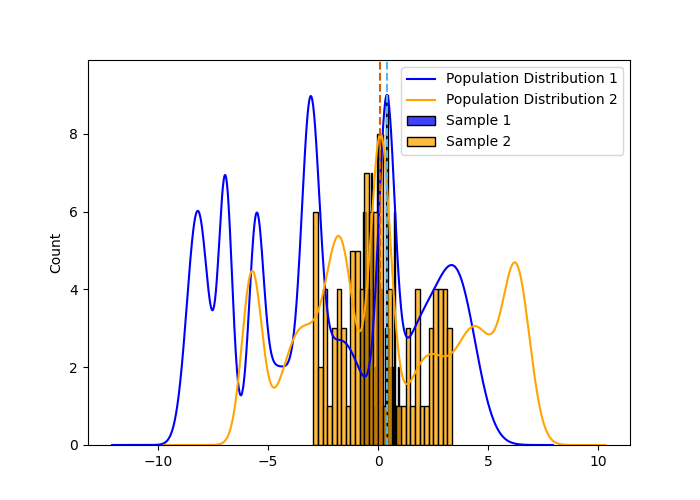 Population Distribution 1
Population Distribution 2
Sample 1
Sample 2
Count
8
6
4
2
0
−10
−5
0
5
10